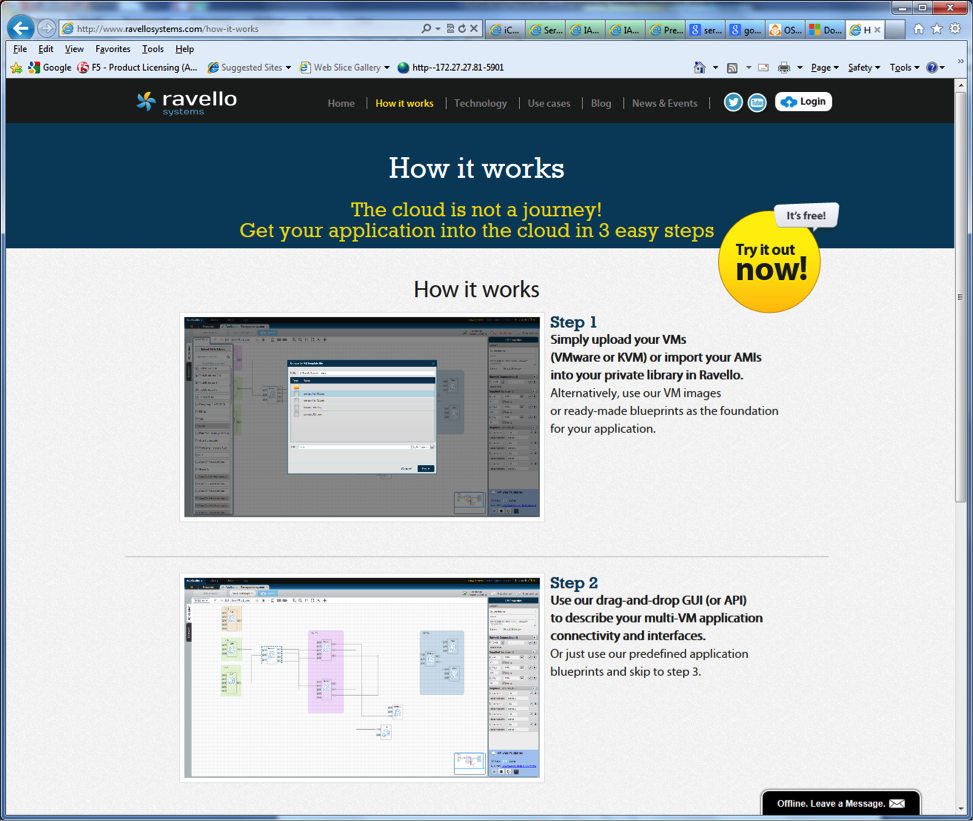 http://www.ravellosystems.com/how-it-works
iC...
Ser...
IA...
IA...
Pre...
ser...
go...
OS...
Do...
H
File Edit View Favorites Tools Help
Google F5 - Product Licensing (A... Suggested Sites Web Slice Gallery http--172.27.27.81-5901
Page Safety Tools
ravello
systems
Home How it works Technology Use cases Blog News & Events
Login
How it works
The cloud is not a journey!
Get your application into the cloud in 3 easy steps
It's free!
Try it out
now!
How it works
Step 1
Simply upload your VMs
(VMware or KVM) or import your AMIs
into your private library in Ravello.
Alternatively, use our VM images
or ready-made blueprints as the foundation
for your application.
Step 2
Use our drag-and-drop GUI (or API)
to describe your multi-VM application
connectivity and interfaces.
Or just use our predefined application
blueprints and skip to step 3.
Offline. Leave a Message.